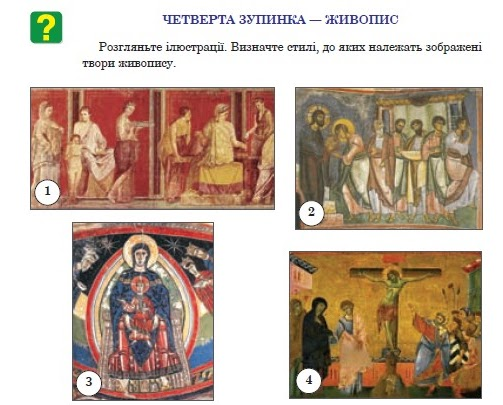 ?
ЧЕТВЕРТА ЗУПИНКА — ЖИВОПИС
Розгляньте ілюстрації. Визначте стилі, до яких належать зображені
твори живопису.
1
2
3
4